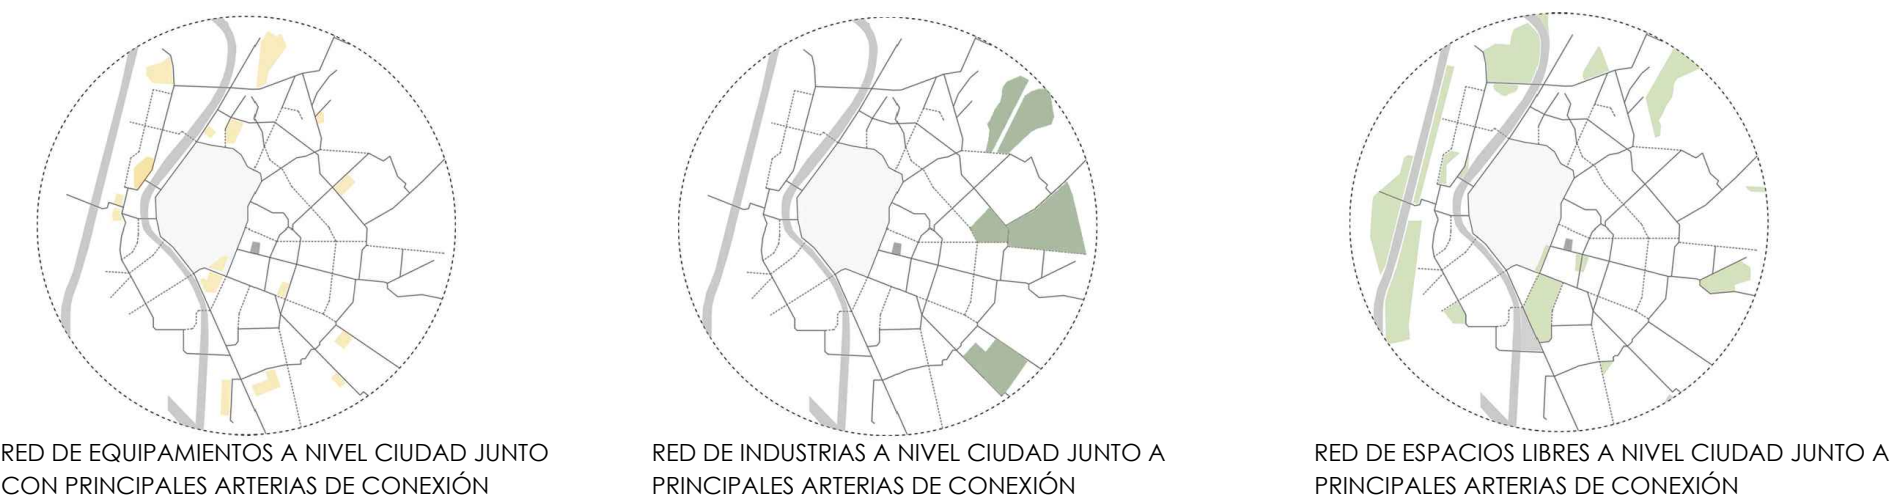 RED DE EQUIPAMIENTOS A NIVEL CIUDAD JUNTO
CON PRINCIPALES ARTERIAS DE CONEXIÓN
RED DE INDUSTRIAS A NIVEL CIUDAD JUNTO A
PRINCIPALES ARTERIAS DE CONEXIÓN
RED DE ESPACIOS LIBRES A NIVEL CIUDAD JUNTO A
PRINCIPALES ARTERIAS DE CONEXIÓN